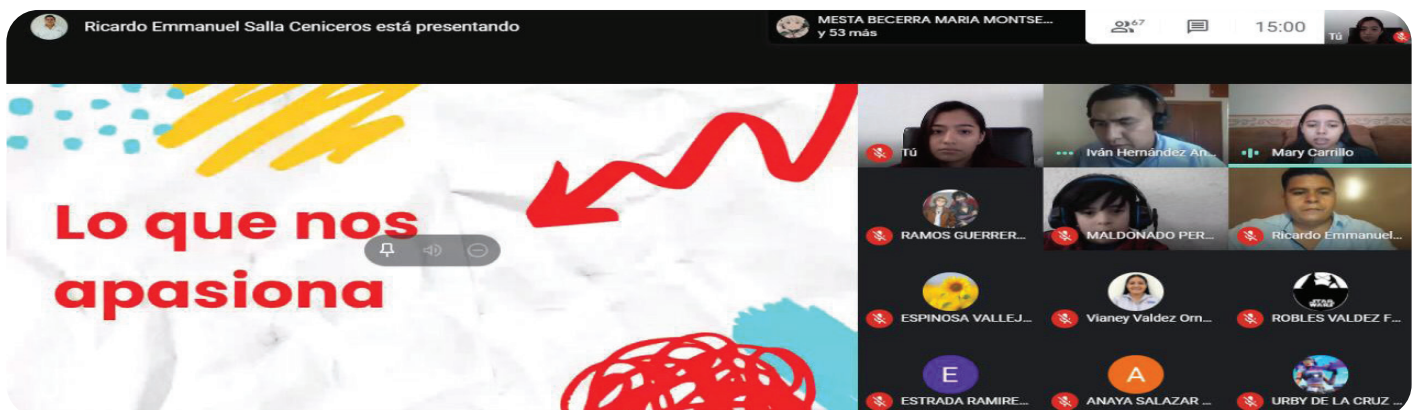 Ricardo Emmanuel Salla Ceniceros está presentando
MESTA BECERRA MARIA MONTSE...
y 53 más
67
15:00
Tú
Lo que nos
apasiona
Tú
Iván Hernández An...
Mary Carrillo
RAMOS GUERRER...
MALDONADO PER...
Ricardo Emmanuel...
ESPINOSA VALLEJ...
Vianey Valdez Orn...
STAR
WARS
ROBLES VALDEZ F...
E
ESTRADA RAMIRE...
A
ANAYA SALAZAR ...
URBY DE LA CRUZ ...